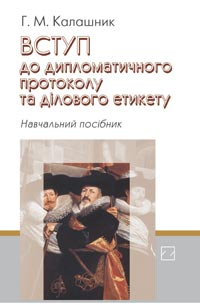 Г. М. Калашник
ВСТУП
до дипломатичного
протоколу
та ділового етикету
Навчальний посібник